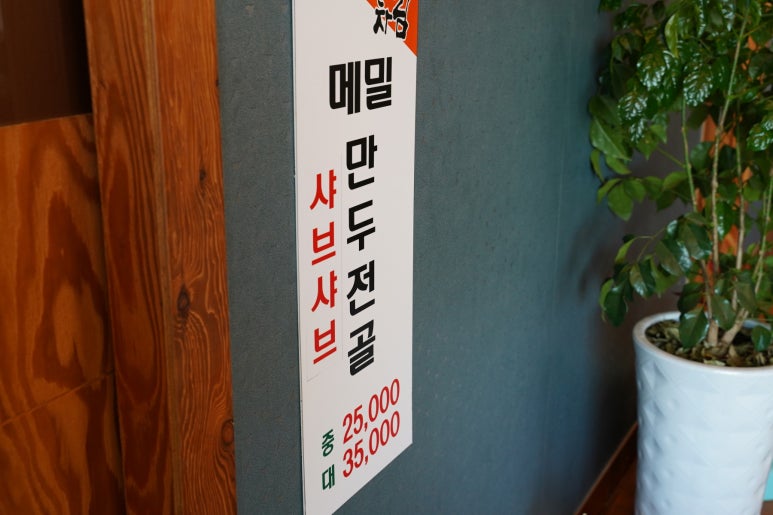 메밀
만두전골
샤브샤브
중 25,000
대 35,000